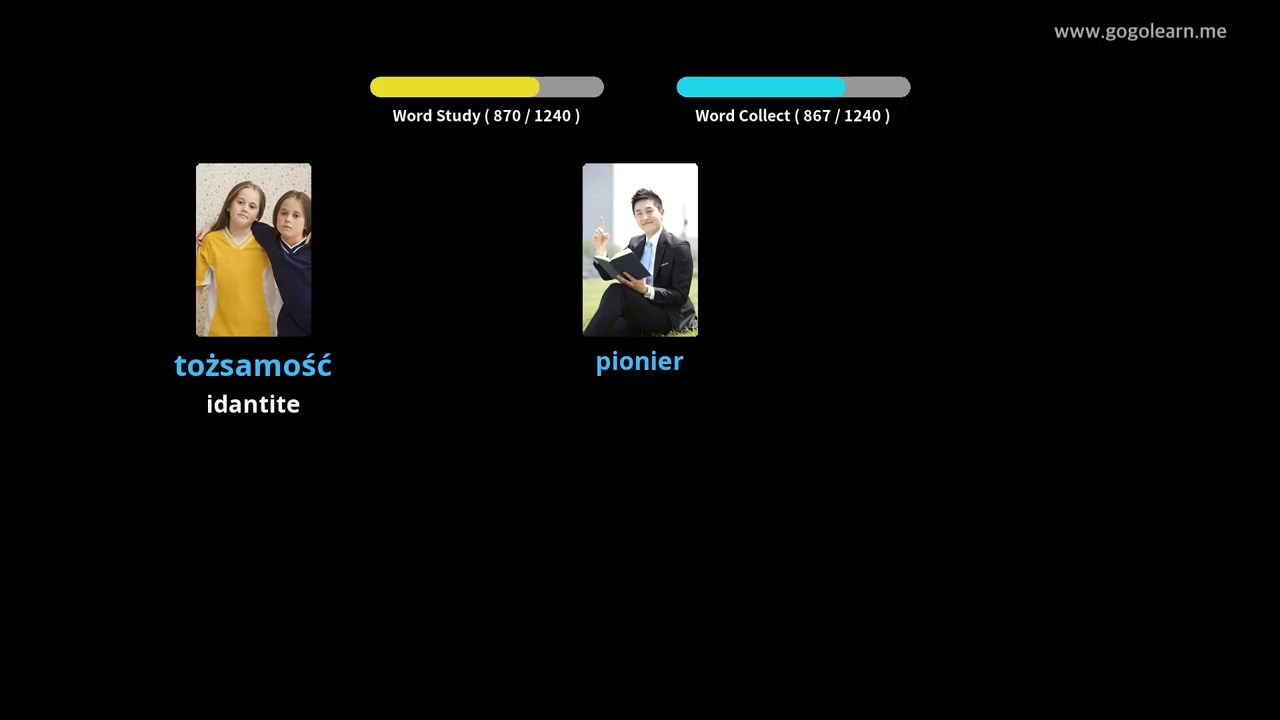 www.gogolearn.me
Word Study ( 870 / 1240 )
Word Collect ( 867 / 1240 )
tożsamość
idantite
pionier